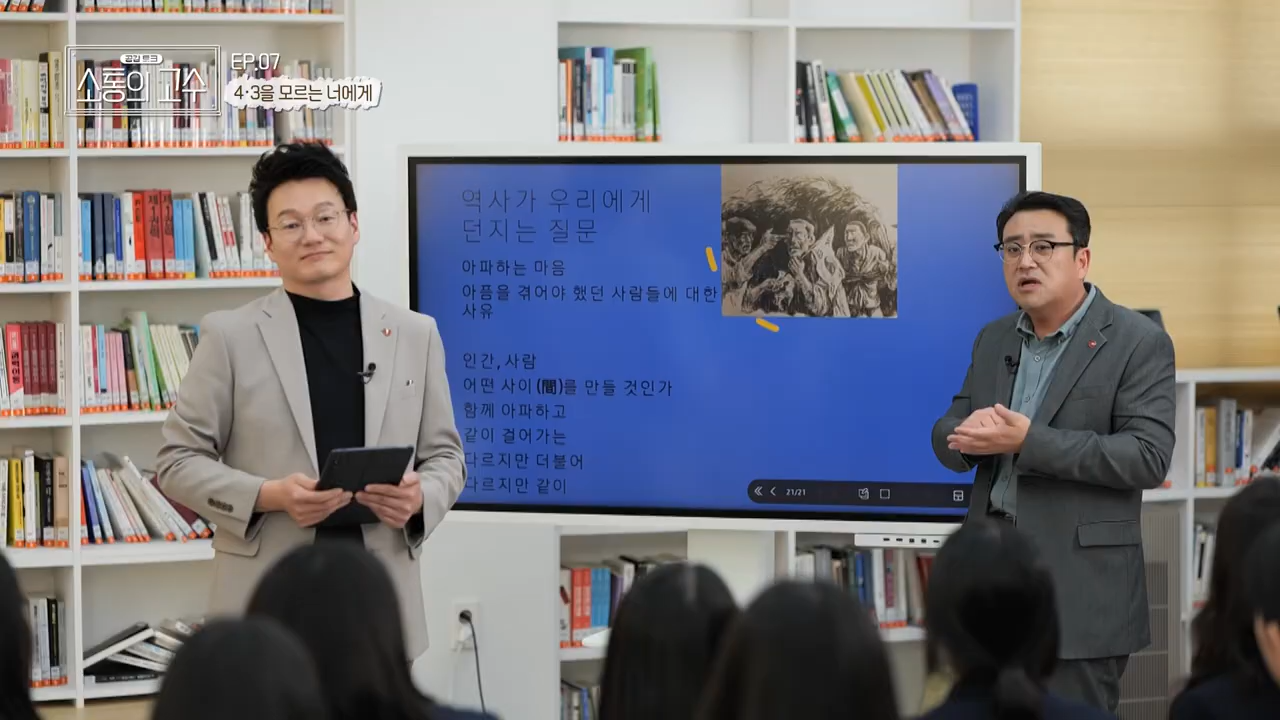 공감 토크
소통의 고수
EP.07
4·3을 모르는 너에게
역사가 우리에게
던지는 질문
아파하는 마음
아픔을 겪어야 했던 사람들에 대한
사유
인간, 사람
어떤 사이(間)를 만들 것인가
함께 아파하고
같이 걸어가는
다르지만 더불어
다르지만 같이
21/21